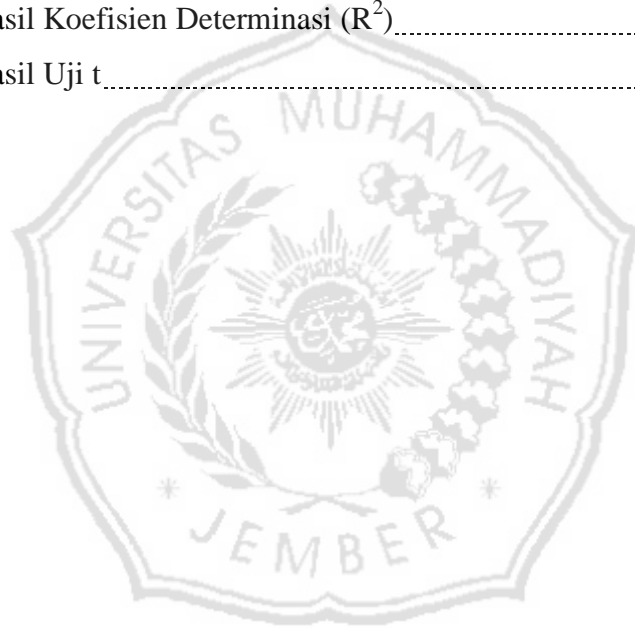 asil Koefisien Determinasi (R²)
asil Uji t
UNIVERSITAS MUHAMMADIYAH
* JEMBER *